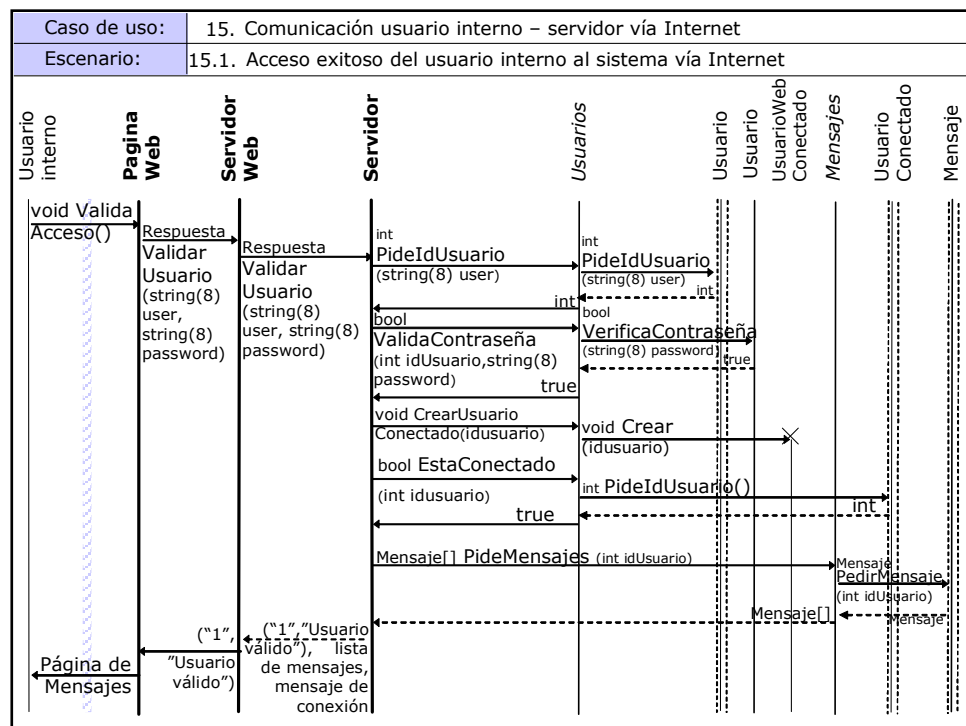 Caso de uso:
15. Comunicación usuario interno – servidor vía Internet
Escenario:
15.1. Acceso exitoso del usuario interno al sistema vía Internet
Usuario
interno
Pagina
Web
Servidor
Web
Servidor
Usuarios
Usuario
Usuario
UsuarioWeb
Conectado
Mensajes
Usuario
Conectado
Mensaje
void Valida
Acceso()
Respuesta
Validar
Usuario
(string(8)
user,
string(8)
password)
Respuesta
Validar
Usuario
(string(8)
user, string(8)
password)
int
PideIdUsuario
(string(8) user)
int
PideIdUsuario
(string(8) user)
int
int
bool
ValidaContraseña
(int idUsuario,string(8)
password)
bool
VerificaContraseña
(string(8) password)
true
true
void CrearUsuario
Conectado(idusuario)
void Crear
(idusuario)
bool EstaConectado
(int idusuario)
int PideIdUsuario()
int
true
Mensaje[] PideMensajes (int idUsuario)
Mensaje
PedirMensaje
(int idUsuario)
Mensaje
Mensaje[]
("1","Usuario
válido"), lista
de mensajes,
mensaje de
conexión
("1",
"Usuario
válido")
Página de
Mensajes